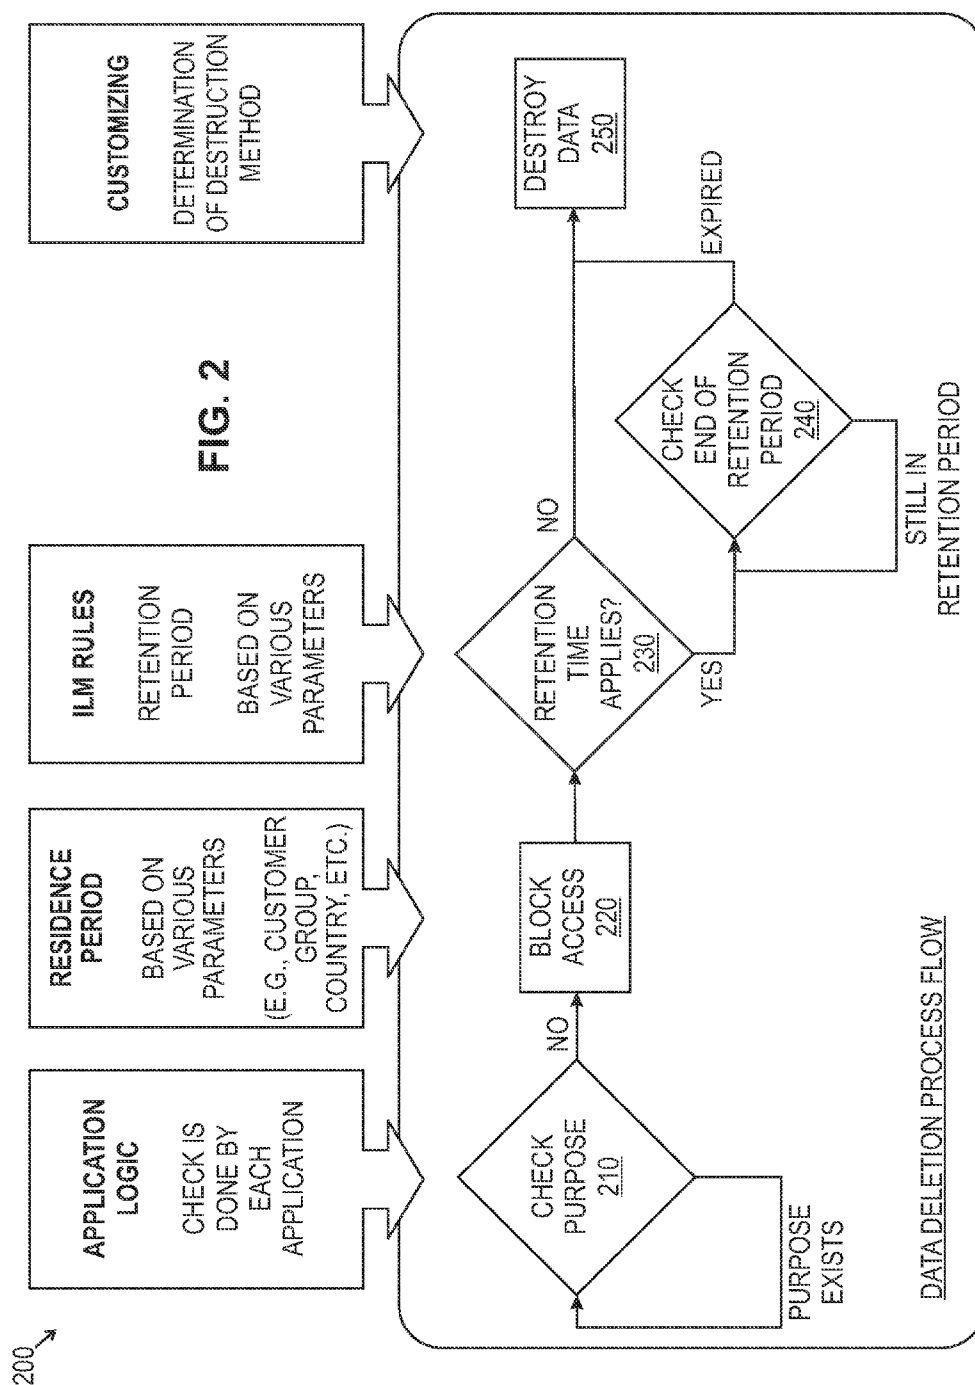 200
APPLICATION
LOGIC
CHECK IS
DONE BY
EACH
APPLICATION
RESIDENCE
PERIOD
BASED ON
VARIOUS
PARAMETERS
(E.G., CUSTOMER
GROUP,
COUNTRY, ETC.)
ILM RULES
RETENTION
PERIOD
BASED ON
VARIOUS
PARAMETERS
CUSTOMIZING
DETERMINATION
OF DESTRUCTION
METHOD
FIG. 2
CHECK
PURPOSE
210
NO
PURPOSE
EXISTS
BLOCK
ACCESS
220
RETENTION
TIME
APPLIES?
230
NO
YES
CHECK
END OF
RETENTION
PERIOD
240
EXPIRED
STILL IN
RETENTION PERIOD
DESTROY
DATA
250
DATA DELETION PROCESS FLOW